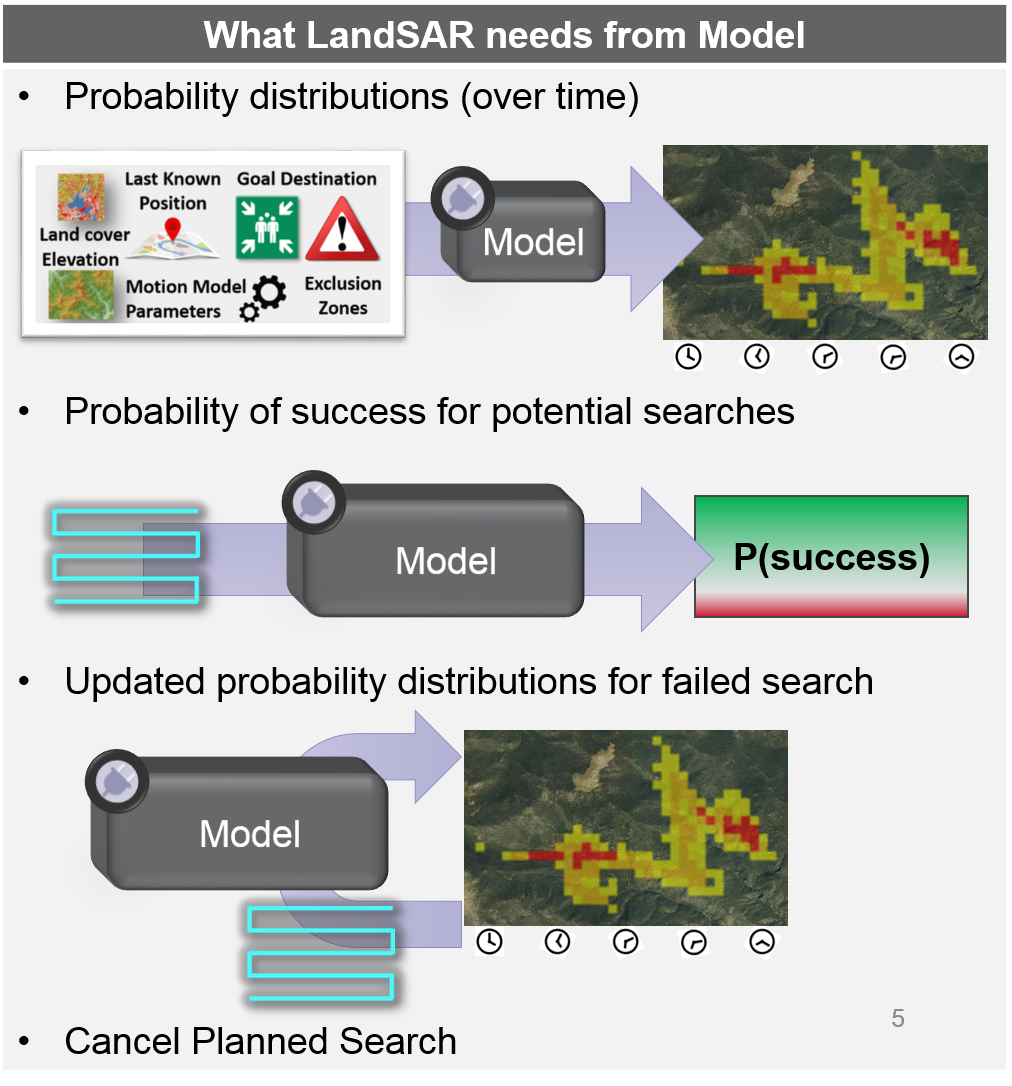 What LandSAR needs from Model
• Probability distributions (over time)
Land cover
Elevation
Last Known
Position
Goal Destination
Motion Model
Parameters
Exclusion
Zones
Model
• Probability of success for potential searches
Model
P(success)
• Updated probability distributions for failed search
Model
5
• Cancel Planned Search